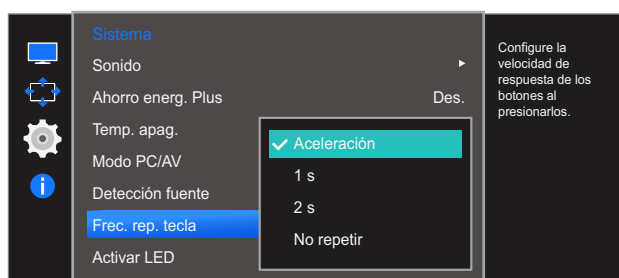 Sistema
Sonido
Ahorro energ. Plus Des.
Temp. apag.
Modo PC/AV
Detección fuente
Frec. rep. tecla
Activar LED
Aceleración
1 s
2 s
No repetir
Configure la
velocidad de
respuesta de los
botones al
presionarlos.